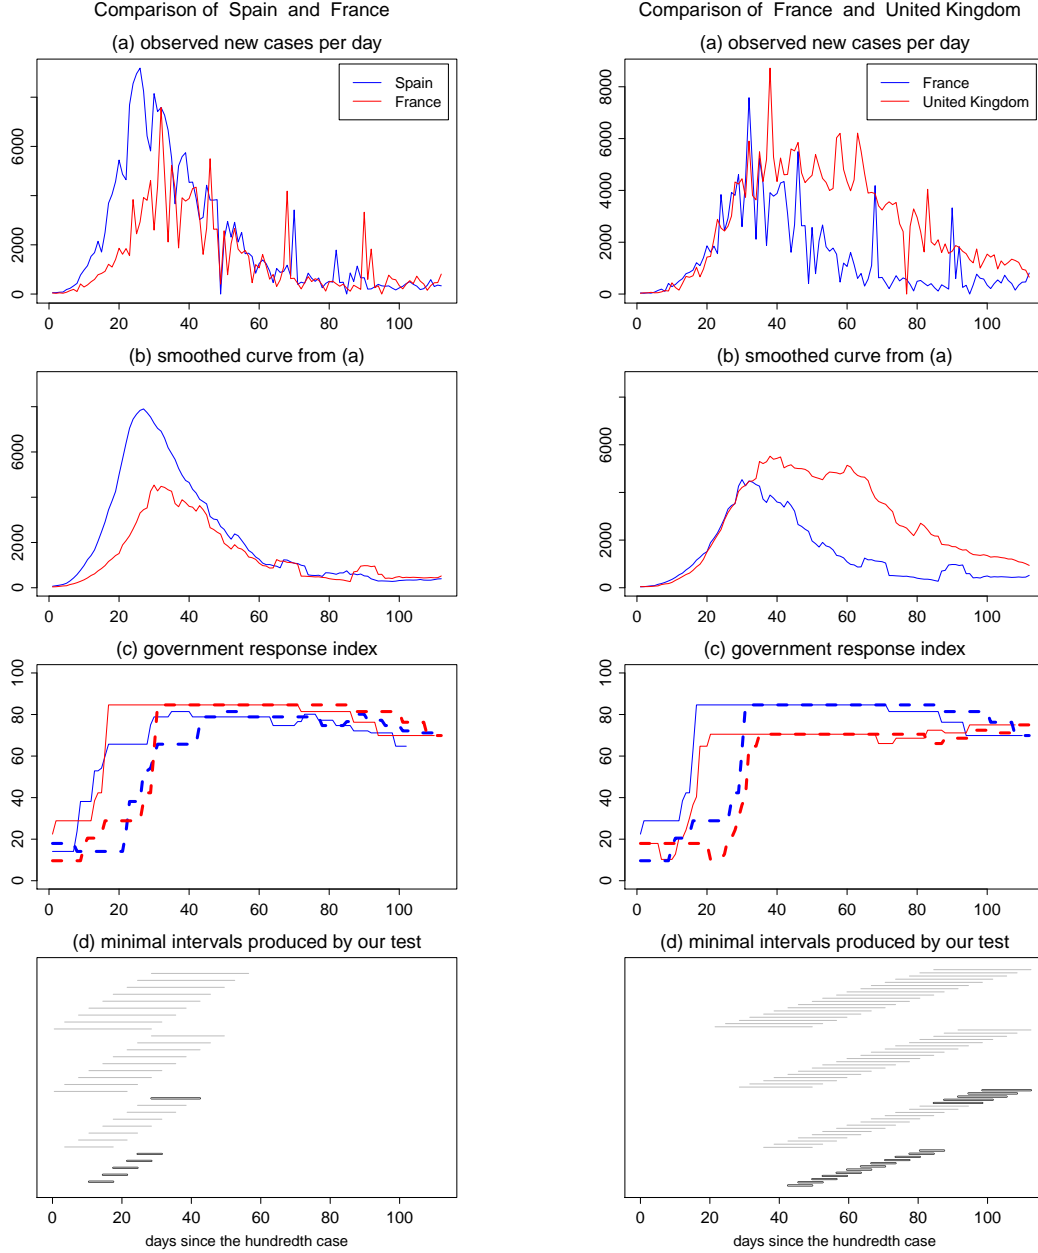 Comparison of Spain and France
(a) observed new cases per day
Spain
France
0 2000 6000
0 20 40 60 80 100
(b) smoothed curve from (a)
0 2000 6000
0 20 40 60 80 100
(c) government response index
0 20 40 60 80 100
0 20 40 60 80 100
(d) minimal intervals produced by our test
0 20 40 60 80 100
days since the hundredth case
Comparison of France and United Kingdom
(a) observed new cases per day
France
United Kingdom
0 2000 4000 6000 8000
0 20 40 60 80 100
(b) smoothed curve from (a)
0 2000 6000
0 20 40 60 80 100
(c) government response index
0 20 40 60 80 100
0 20 40 60 80 100
(d) minimal intervals produced by our test
0 20 40 60 80 100
days since the hundredth case